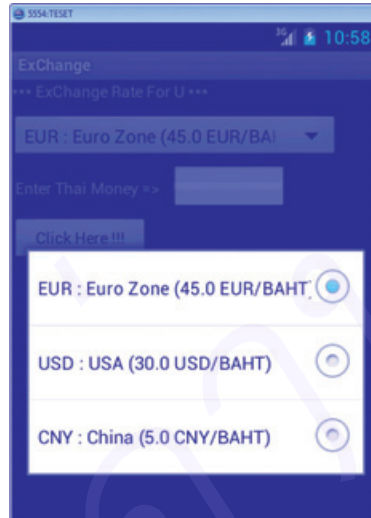 5554:TESET
3G 10:58
ExChange
*** ExChange Rate For U ***
EUR : Euro Zone (45.0 EUR/BAI
Enter Thai Money =>
Click Here !!!
EUR : Euro Zone (45.0 EUR/BAHT)
USD : USA (30.0 USD/BAHT)
CNY : China (5.0 CNY/BAHT)